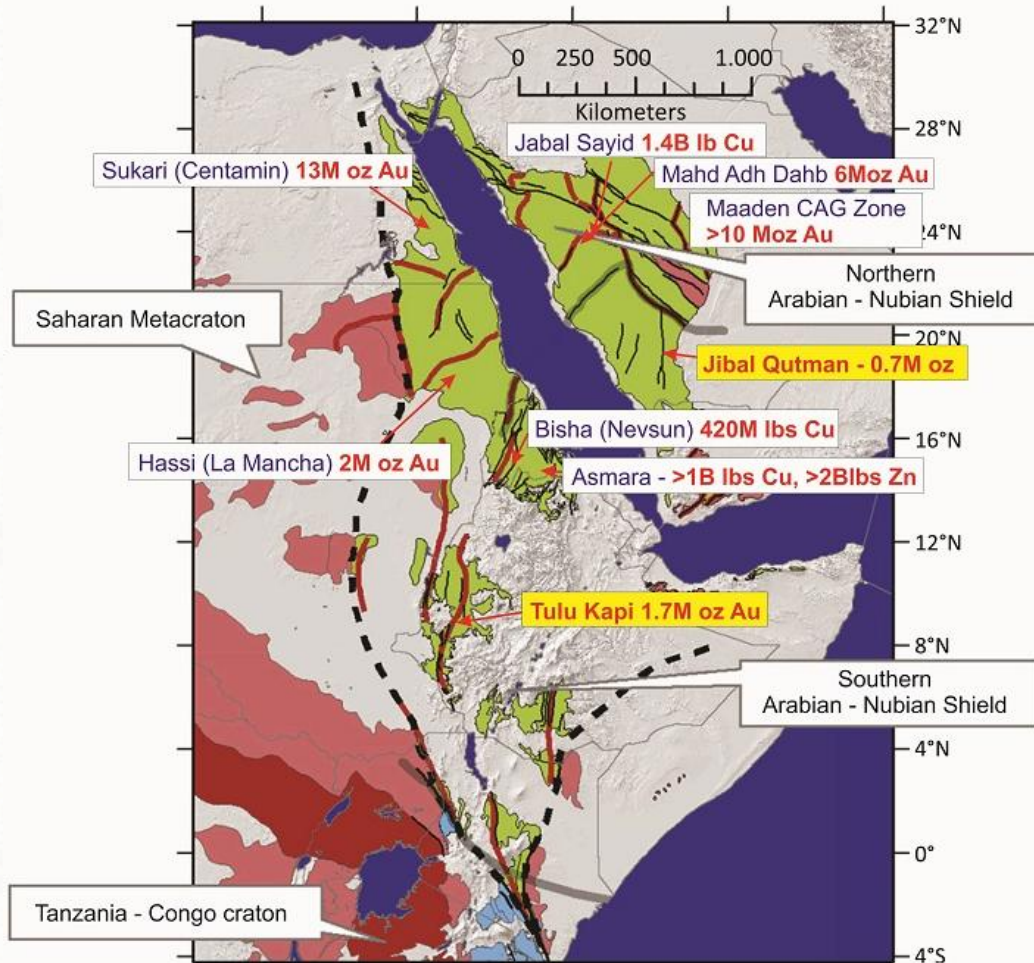 32°N
0 250 500 1.000
Kilometers
28°N
Jabal Sayid 1.4B lb Cu
Sukari (Centamin) 13M oz Au
Mahd Adh Dahb 6Moz Au
Maaden CAG Zone
>10 Moz Au
24°N
Northern
Arabian - Nubian Shield
Saharan Metacraton
20°N
Jibal Qutman - 0.7M oz
16°N
Bisha (Nevsun) 420M lbs Cu
Hassi (La Mancha) 2M oz Au
Asmara - >1B lbs Cu, >2Blbs Zn
12°N
Tulu Kapi 1.7M oz Au
8°N
Southern
Arabian - Nubian Shield
4°N
0°
Tanzania - Congo craton
4°S